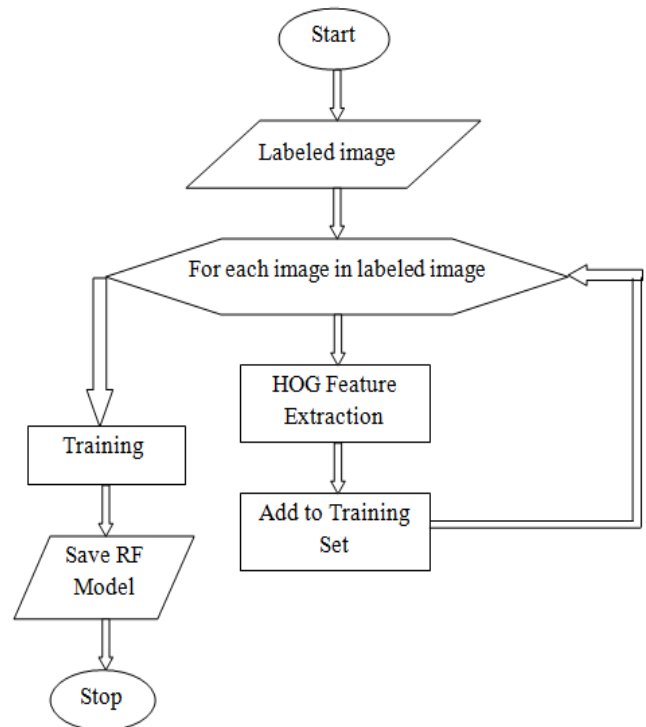 Start
Labeled image
For each image in labeled image
HOG Feature
Extraction
Add to Training
Set
Training
Save RF
Model
Stop